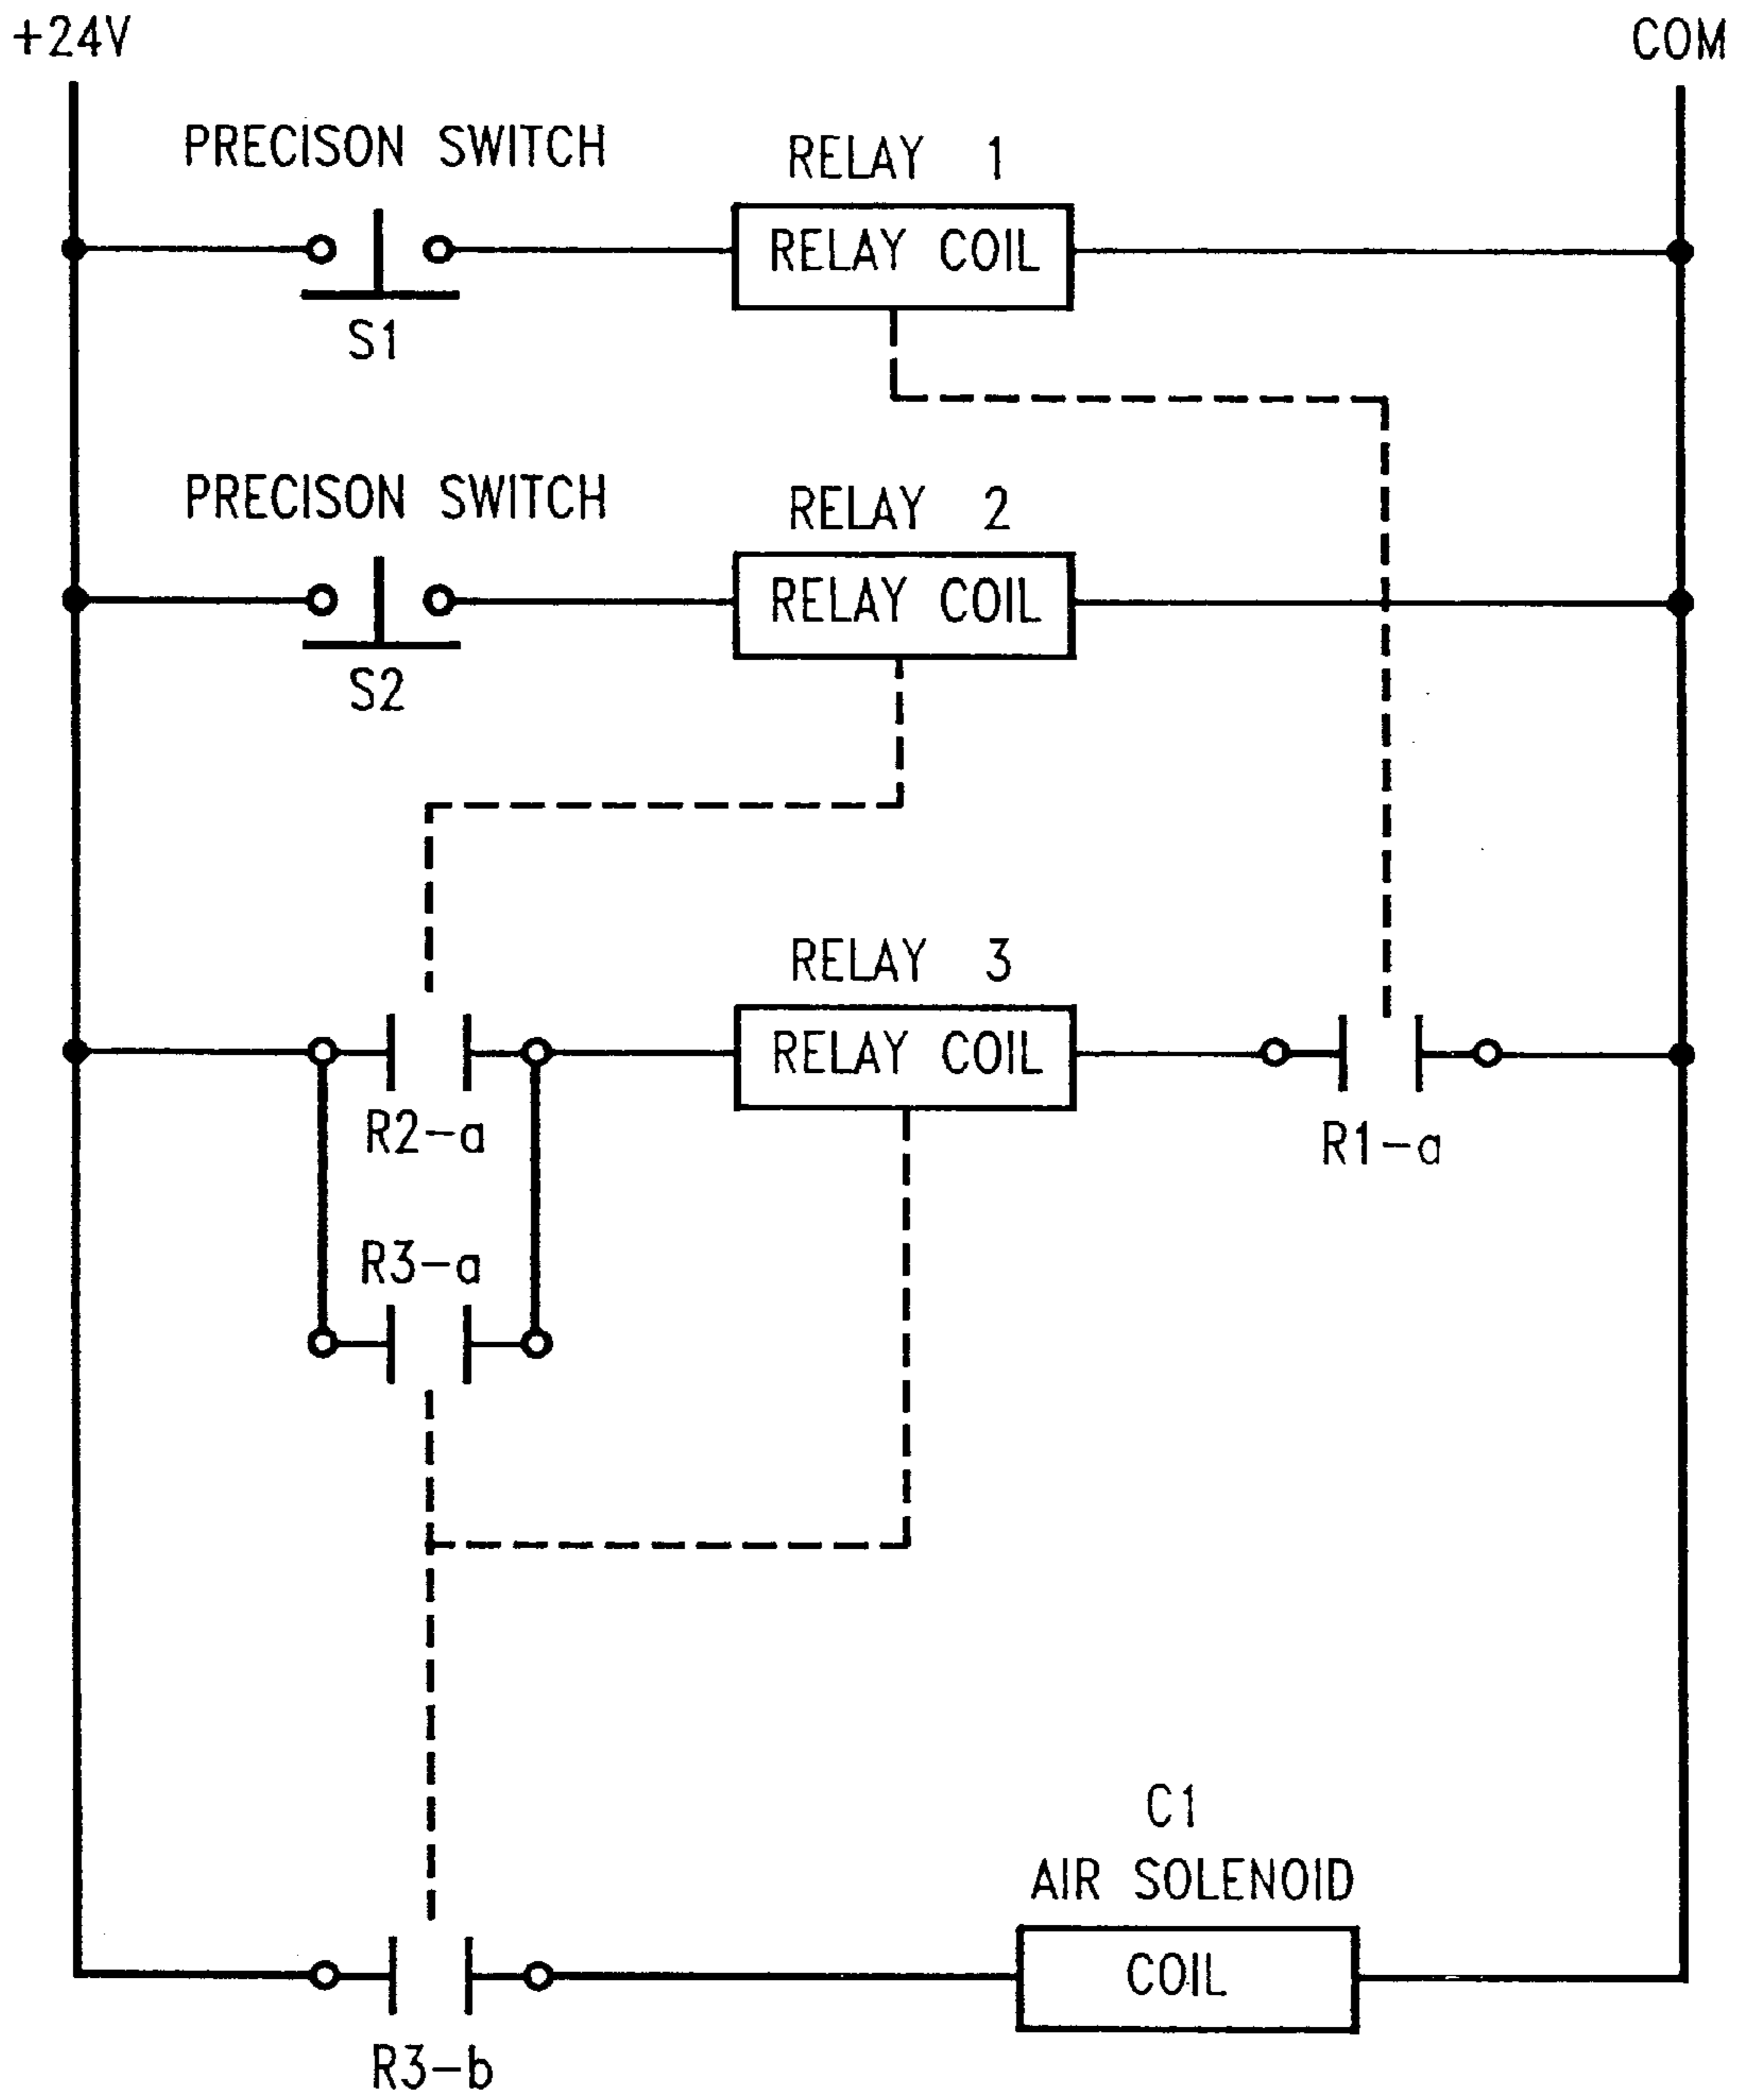 +24V
COM
PRECISON SWITCH
RELAY 1
RELAY COIL
S1
PRECISON SWITCH
RELAY 2
RELAY COIL
S2
RELAY 3
RELAY COIL
R2-a
R1-a
R3-a
C1
AIR SOLENOID
COIL
R3-b